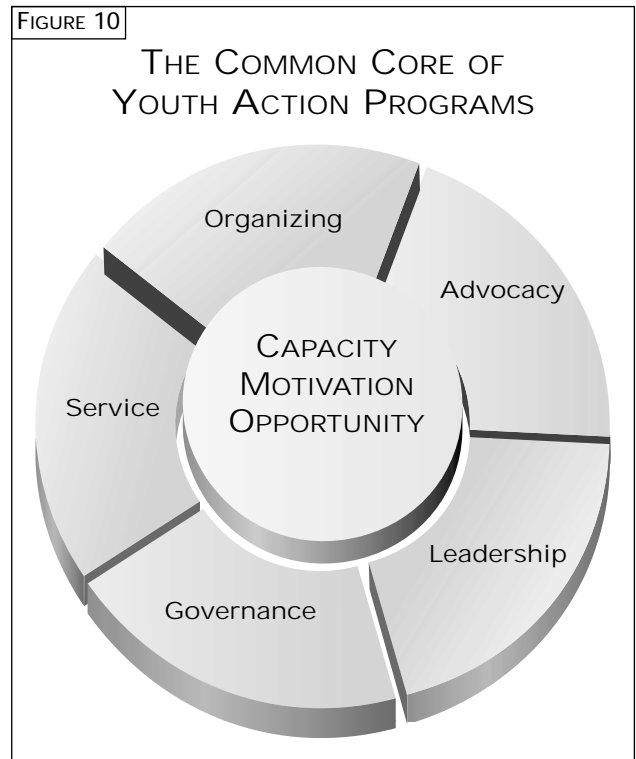 FIGURE 10
THE COMMON CORE OF
YOUTH ACTION PROGRAMS
Organizing
Advocacy
CAPACITY
MOTIVATION
OPPORTUNITY
Service
Leadership
Governance